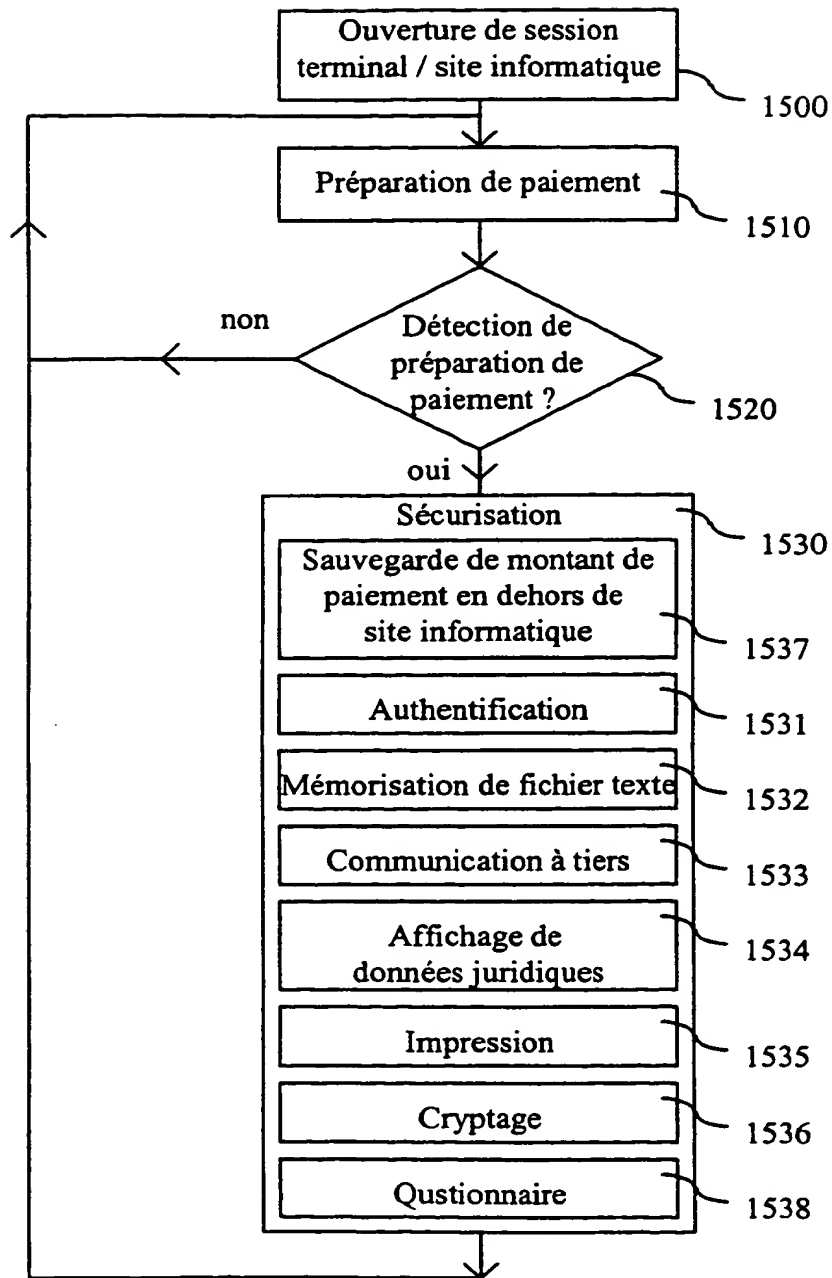 Ouverture de session
terminal / site informatique
1500
Préparation de paiement
1510
non
Détection de
préparation de
paiement ?
1520
oui
Sécurisation
1530
Sauvegarde de montant de
paiement en dehors de
site informatique
1537
Authentification
1531
Mémorisation de fichier texte
1532
Communication à tiers
1533
Affichage de
données juridiques
1534
Impression
1535
Cryptage
1536
Qustionnaire
1538